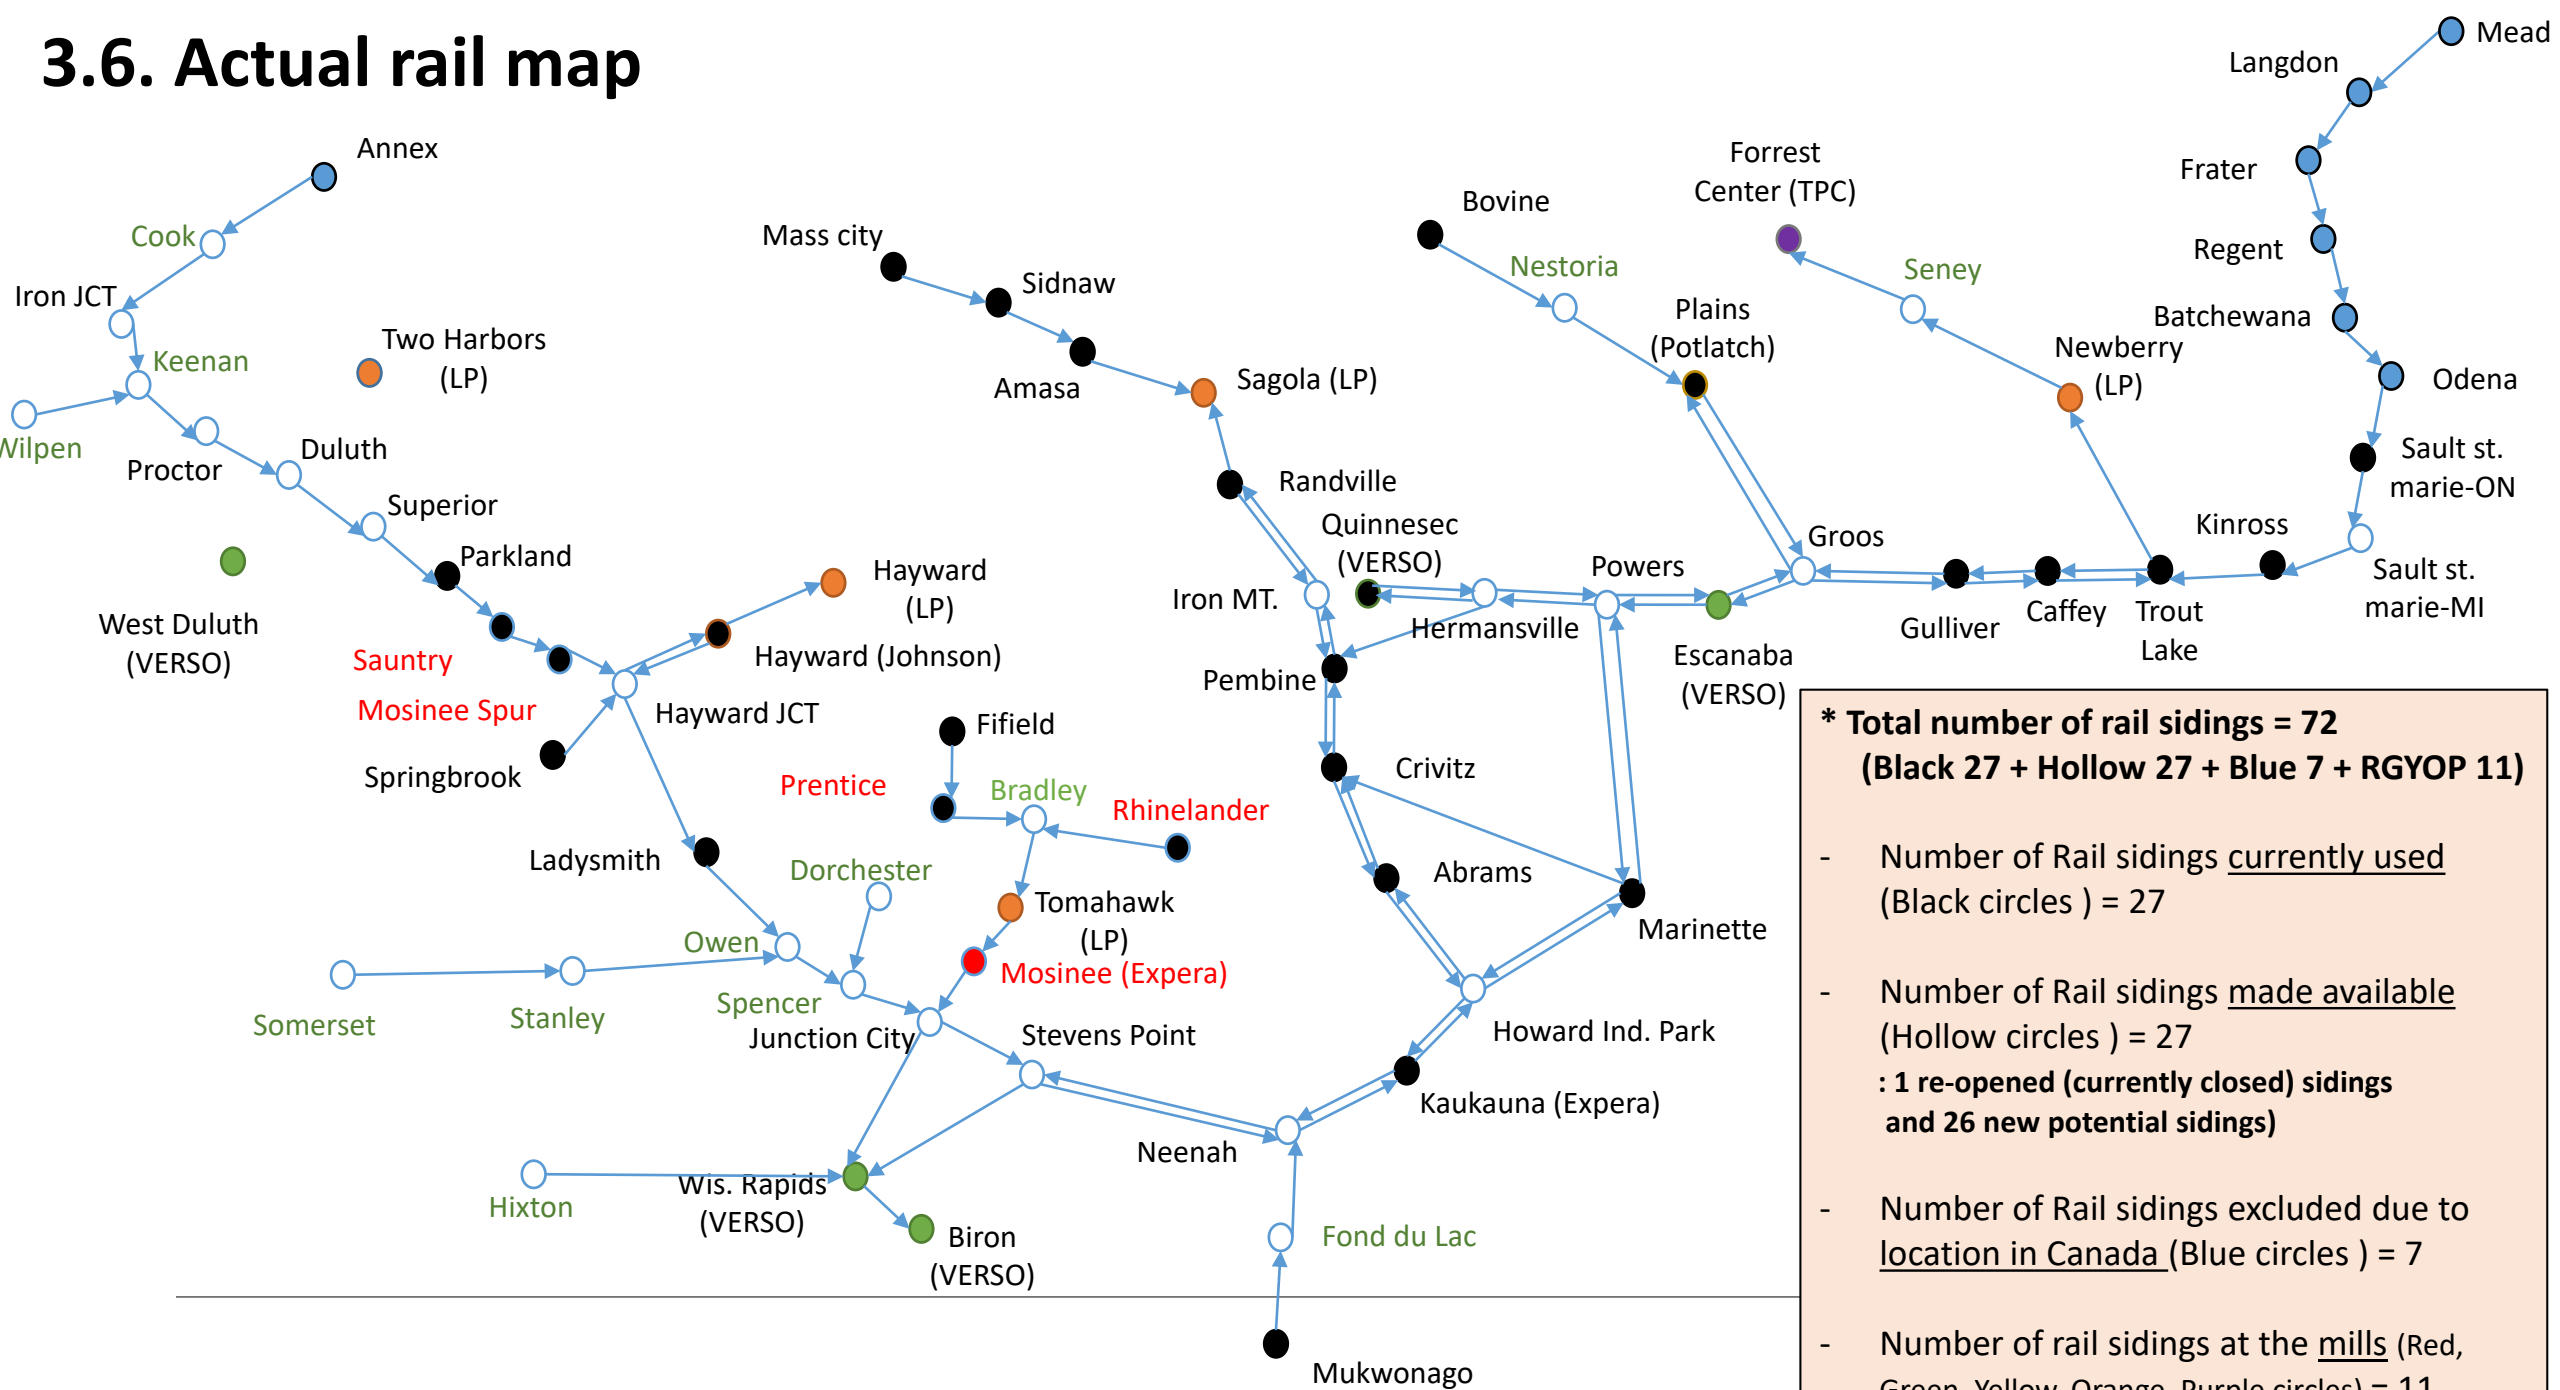 3.6. Actual rail map
Mead
Langdon
Frater
Regent
Batchewana
Odena
Sault st.
marie-ON
Sault st.
marie-MI
Kinross
Trout
Lake
Caffey
Gulliver
Newberry
(LP)
Seney
Forrest
Center (TPC)
Groos
Plains
(Potlatch)
Nestoria
Bovine
Escanaba
(VERSO)
Powers
Hermansville
Quinnesec
(VERSO)
Iron MT.
Randville
Sagola (LP)
Amasa
Sidnaw
Mass city
Pembine
Crivitz
Abrams
Marinette
Howard Ind. Park
Kaukauna (Expera)
Neenah
Fond du Lac
Mukwonago
Annex
Cook
Iron JCT
Keenan
Wilpen
Two Harbors
(LP)
Proctor
Duluth
Superior
Parkland
West Duluth
(VERSO)
Sauntry
Mosinee Spur
Hayward
(LP)
Hayward (Johnson)
Hayward JCT
Springbrook
Fifield
Prentice
Bradley
Rhinelander
Ladysmith
Dorchester
Tomahawk
(LP)
Mosinee (Expera)
Owen
Somerset
Stanley
Spencer
Junction City
Stevens Point
Hixton
Wis. Rapids
(VERSO)
Biron
(VERSO)
* Total number of rail sidings = 72
(Black 27 + Hollow 27 + Blue 7 + RGYOP 11)
- Number of Rail sidings currently used
(Black circles ) = 27
- Number of Rail sidings made available
(Hollow circles ) = 27
: 1 re-opened (currently closed) sidings
and 26 new potential sidings)
- Number of Rail sidings excluded due to
location in Canada (Blue circles ) = 7
- Number of rail sidings at the mills (Red,
Green, Yellow, Orange, Purple circles) = 11